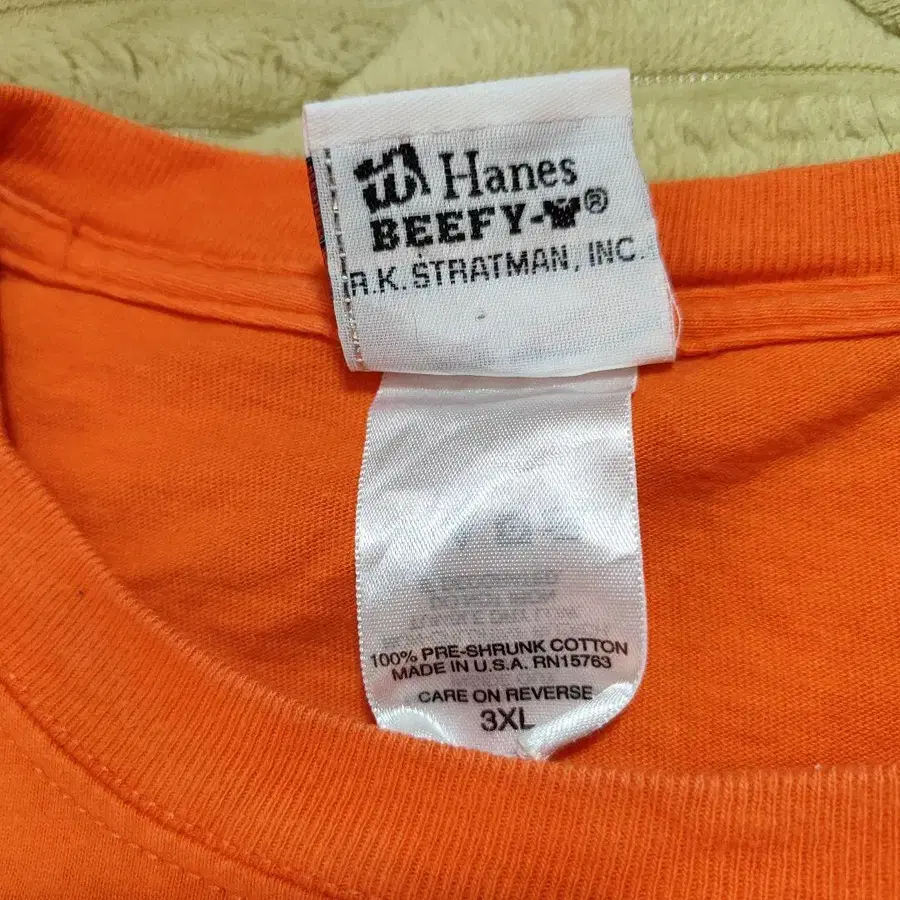 Hanes
BEEFY-T®
R.K. STRATMAN, INC.
100% PRE-SHRUNK COTTON
MADE IN U.S.A. RN15763
CARE ON REVERSE
3XL